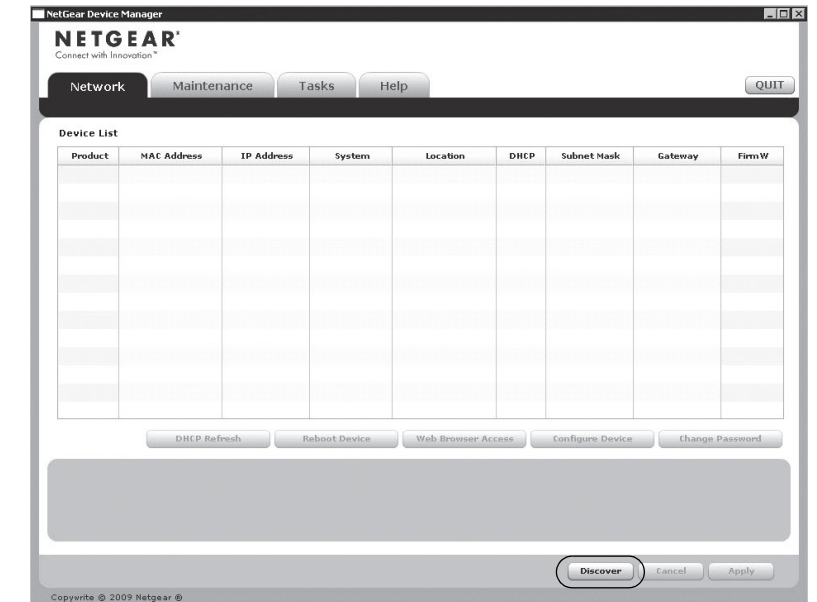 NetGear Device Manager
NETGEAR®
Connect with Innovation™
Network Maintenance Tasks Help QUIT
Device List
Product MAC Address IP Address System Location DHCP Subnet Mask Gateway FirmW
DHCP Refresh Reboot Device Web Browser Access Configure Device Change Password
Discover Cancel Apply
Copywrite © 2009 Netgear ®